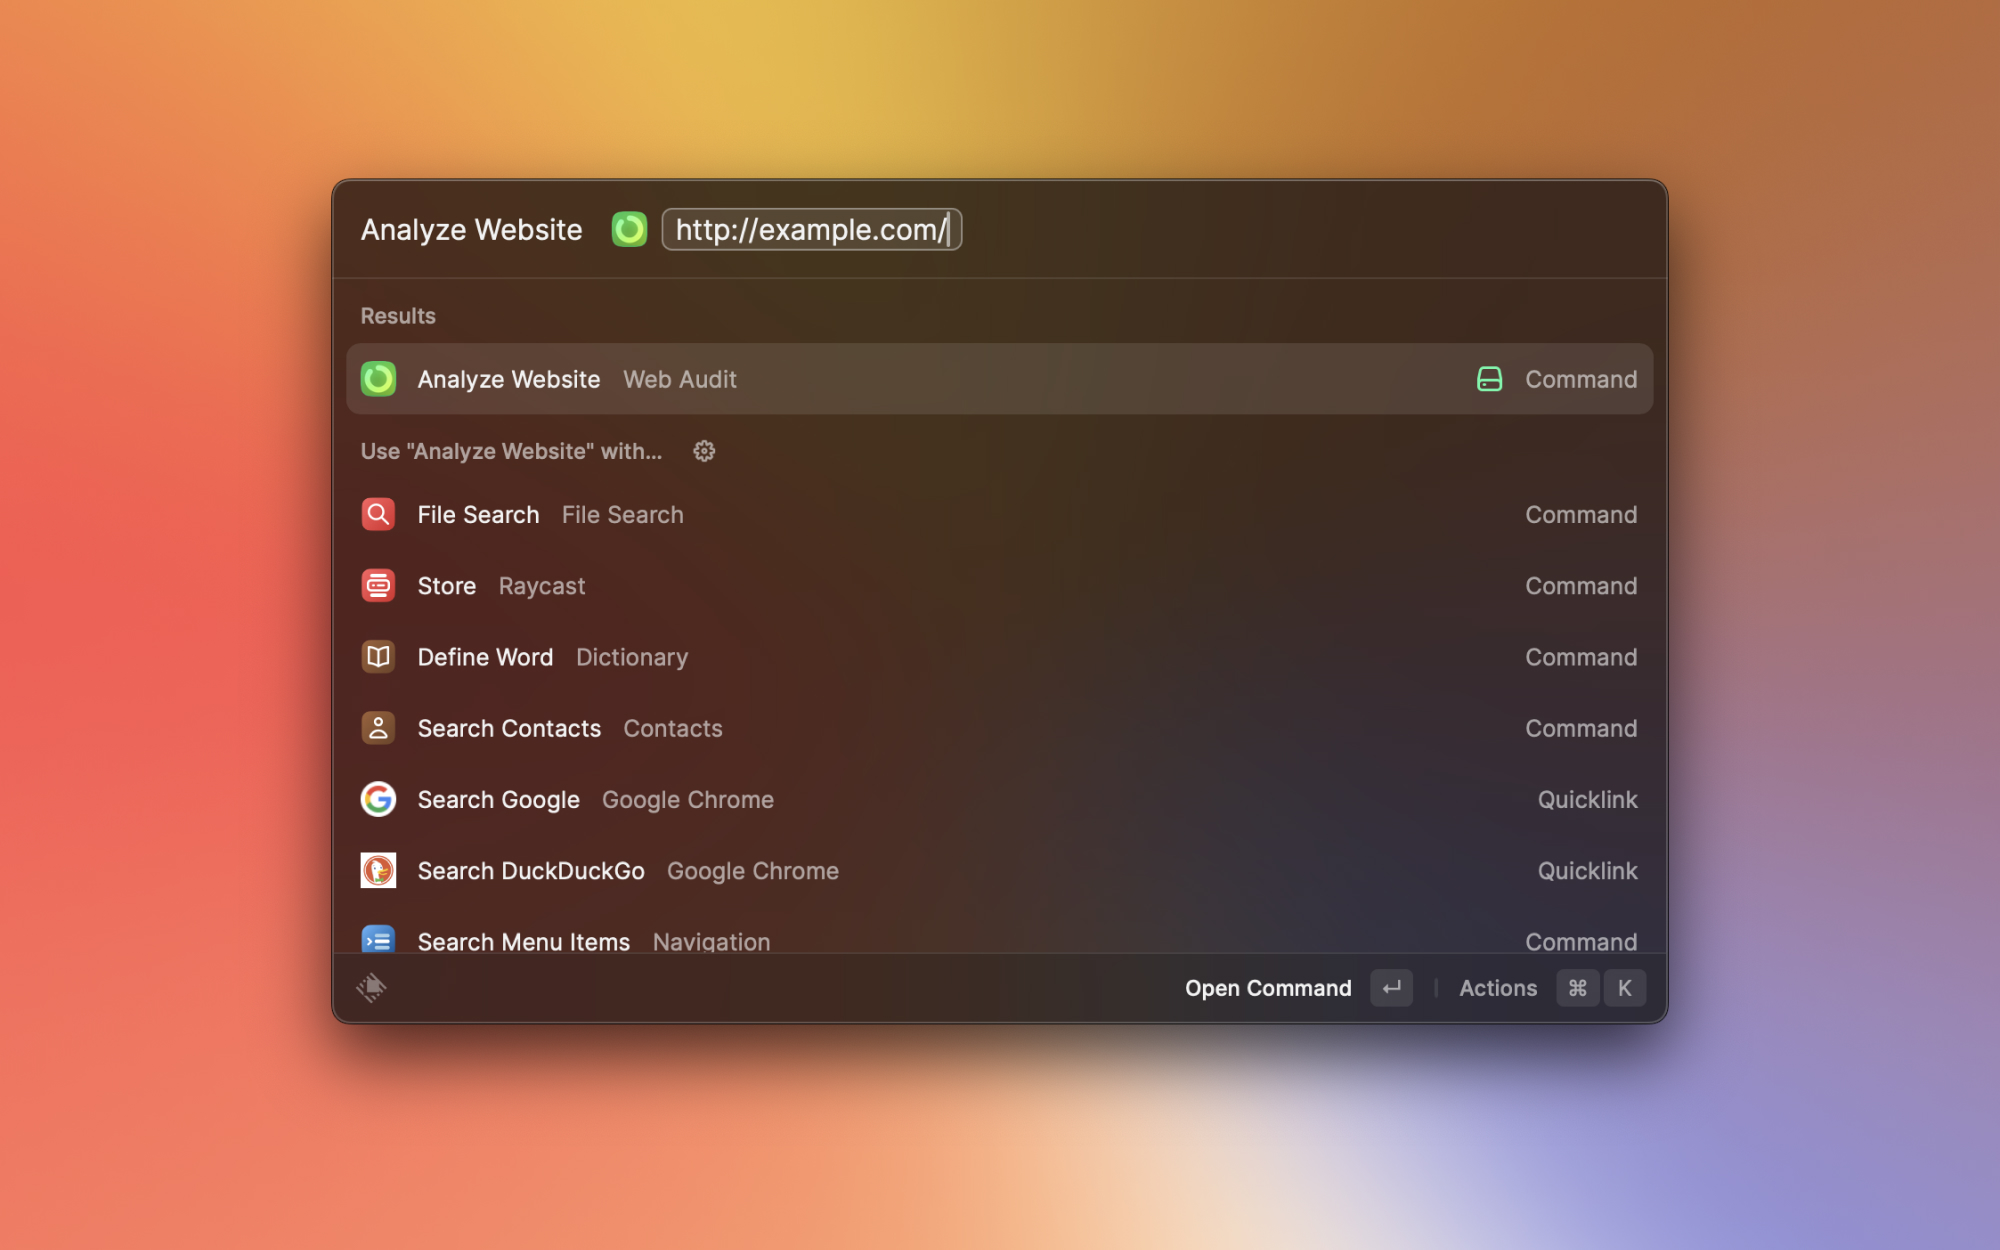 Analyze Website http://example.com/
Results
Analyze Website Web Audit Command
Use "Analyze Website" with...
File Search File Search Command
Store Raycast Command
Define Word Dictionary Command
Search Contacts Contacts Command
Search Google Google Chrome Quicklink
Search DuckDuckGo Google Chrome Quicklink
Search Menu Items Navigation Command
Open Command ↵ Actions ⌘ K